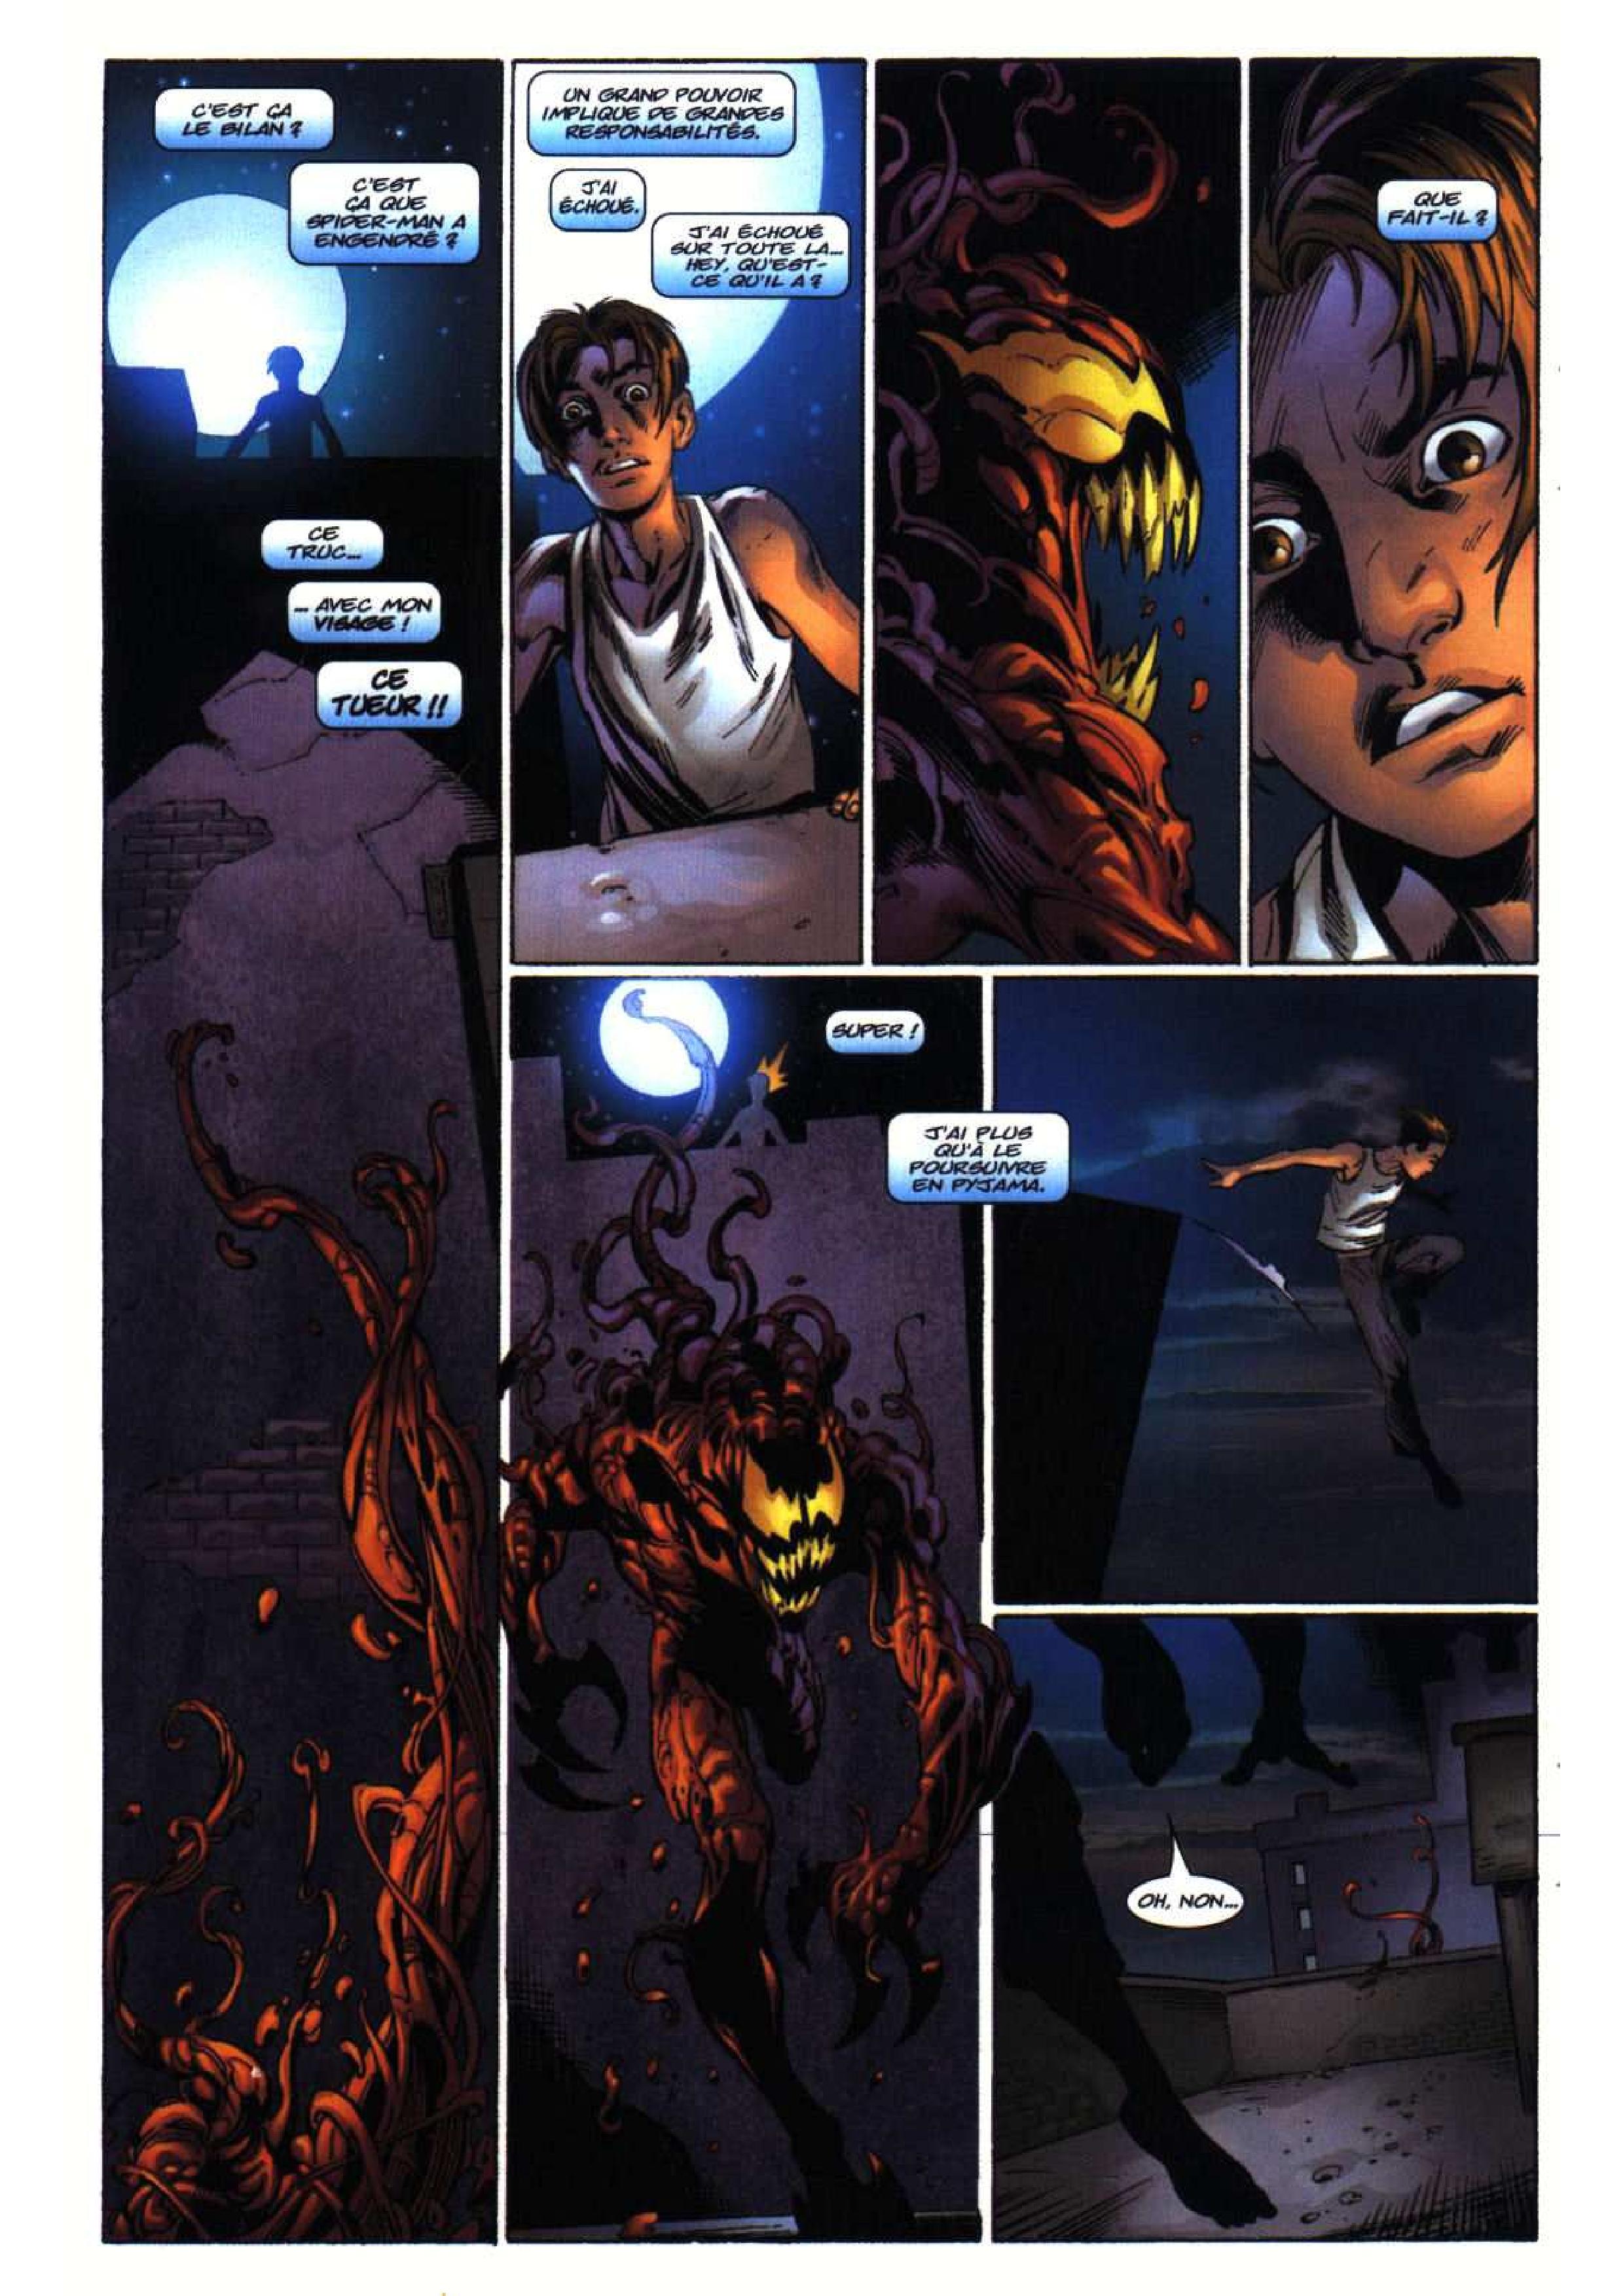 C'EST ÇA
LE BILAN ?
C'EST
ÇA QUE
SPIDER-MAN A
ENGENDRÉ ?
CE
TRUC...
... AVEC MON
VISAGE !
CE
TUEUR !!
UN GRAND POUVOIR
IMPLIQUE DE GRANDES
RESPONSABILITÉS.
J'AI
ÉCHOUÉ.
J'AI ÉCHOUÉ
SUR TOUTE LA...
HEY, QU'EST-
CE QU'IL A ?
QUE
FAIT-IL ?
SUPER !
J'AI PLUS
QU'À LE
POURSUIVRE
EN PYJAMA.
OH, NON...